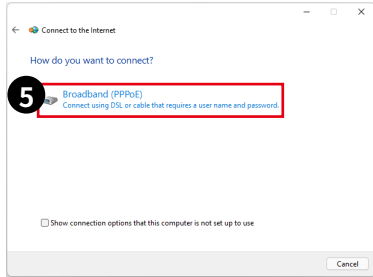 Connect to the Internet
How do you want to connect?
5
Broadband (PPPoE)
Connect using DSL or cable that requires a user name and password.
Show connection options that this computer is not set up to use
Cancel